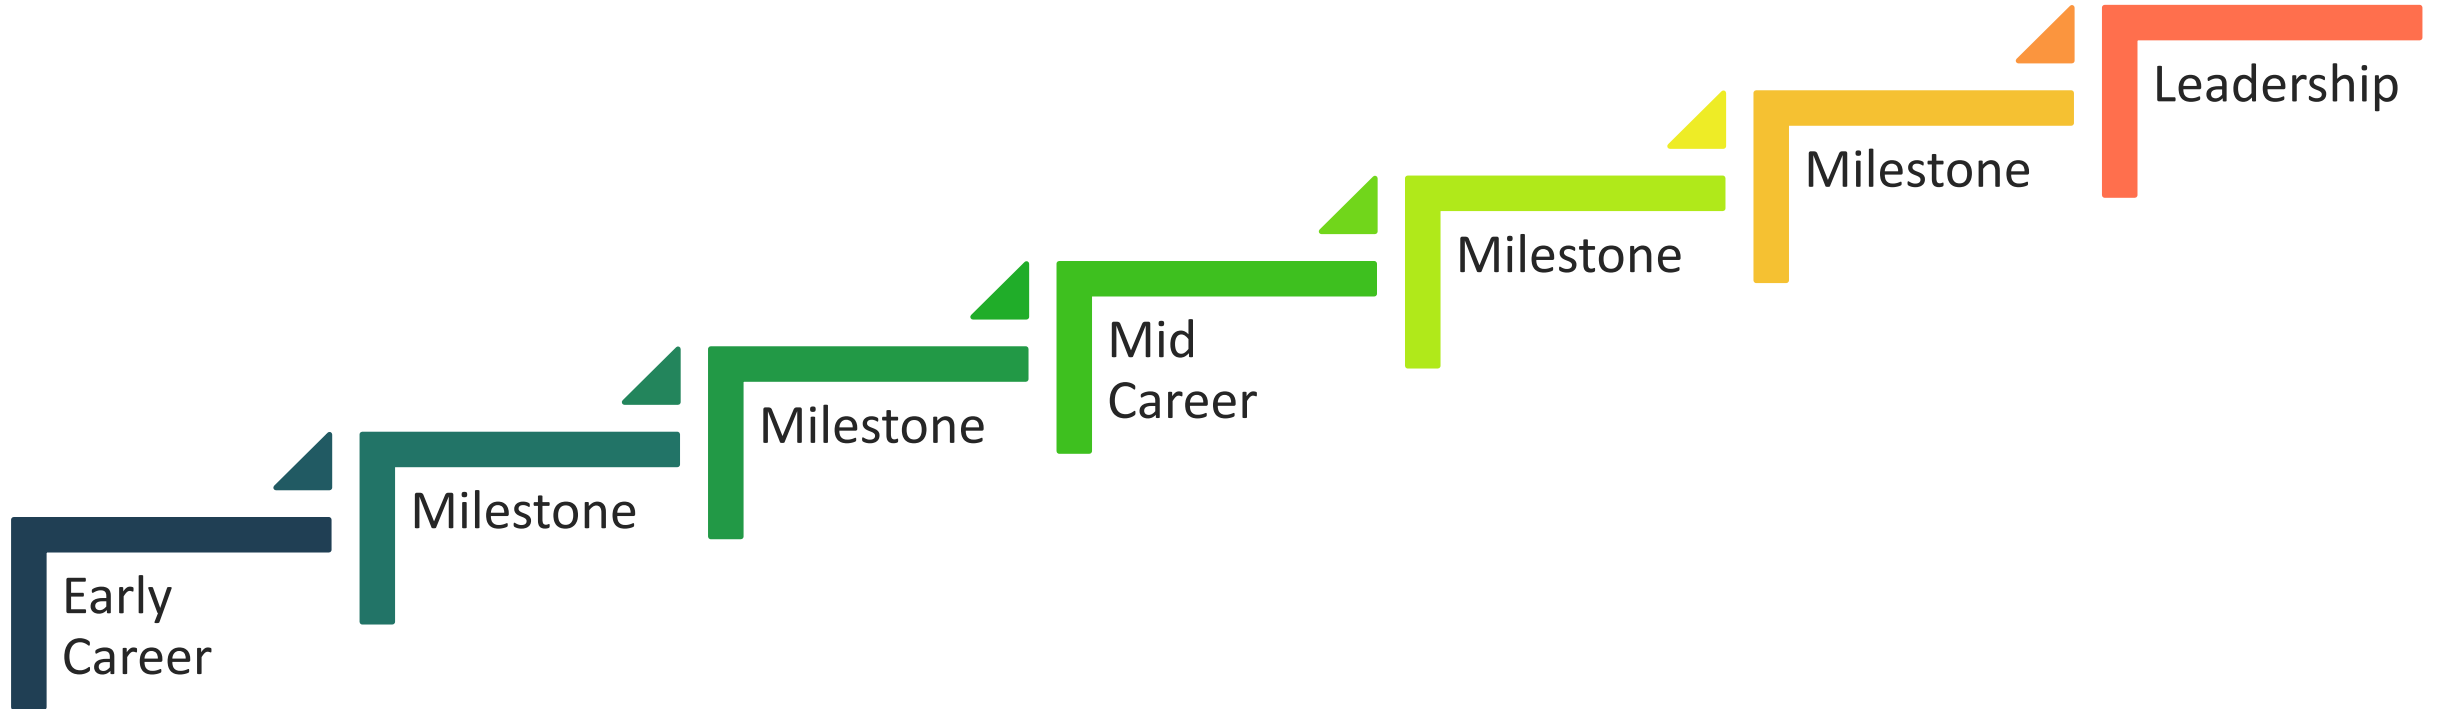 Early
Career
Milestone
Milestone
Mid
Career
Milestone
Milestone
Leadership